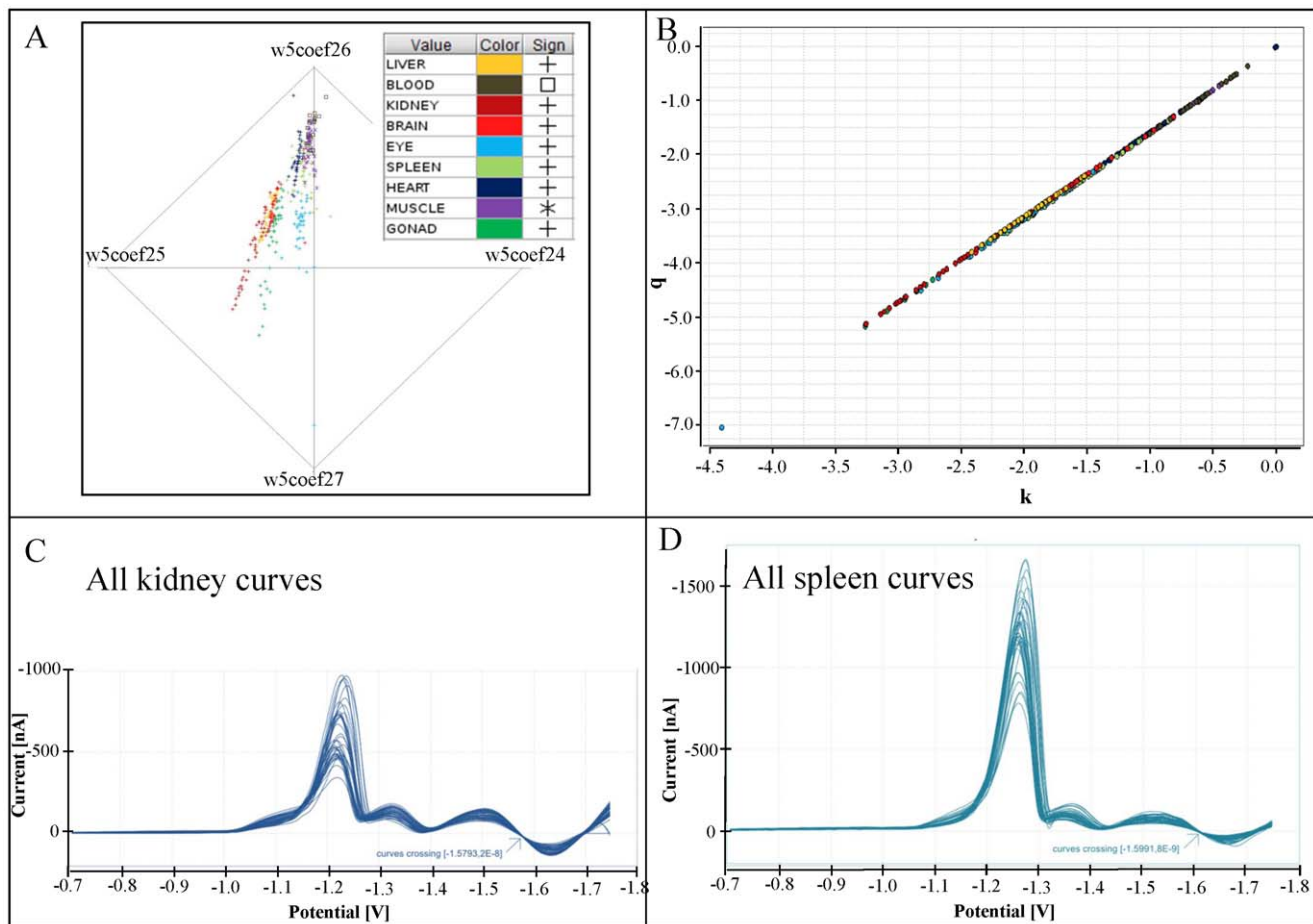 A
w5coef26
w5coef25
w5coef24
w5coef27
Value Color Sign
LIVER
BLOOD
KIDNEY
BRAIN
EYE
SPLEEN
HEART
MUSCLE
GONAD
B
0.0
-1.0
-2.0
-3.0
-4.0
-5.0
-6.0
-7.0
q
-4.5 -4.0 -3.5 -3.0 -2.5 -2.0 -1.5 -1.0 -0.5 0.0
k
C
All kidney curves
-1000
-500
0
Current [nA]
curves crossing [-1.5793,2E-8]
-0.7 -0.8 -0.9 -1.0 -1.1 -1.2 -1.3 -1.4 -1.5 -1.6 -1.7 -1.8
Potential [V]
D
All spleen curves
-1500
-1000
-500
0
Current [nA]
curves crossing [-1.5991,8E-9]
-0.7 -0.8 -0.9 -1.0 -1.1 -1.2 -1.3 -1.4 -1.5 -1.6 -1.7 -1.8
Potential [V]